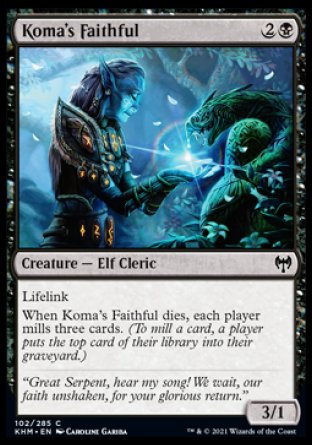 Koma's Faithful 2
Creature — Elf Cleric
Lifelink
When Koma's Faithful dies, each player
mills three cards. (To mill a card, a player
puts the top card of their library into their
graveyard.)
"Great Serpent, hear my song! We wait, our
faith unshaken, for your glorious return."
3/1
102/285 C
KHM • EN Caroline Gariba
™ & © 2021 Wizards of the Coast